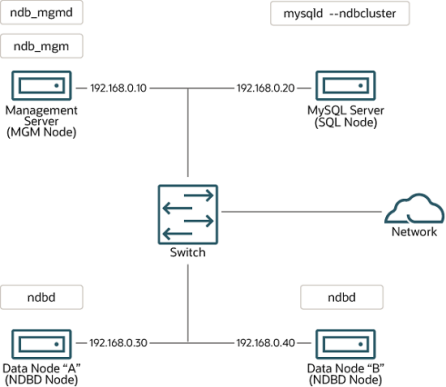 ndb_mgmd
mysqld --ndbcluster
ndb_mgm
192.168.0.10
192.168.0.20
Management
Server
(MGM Node)
MySQL Server
(SQL Node)
Switch
Network
ndbd
ndbd
192.168.0.30
192.168.0.40
Data Node “A”
(NDBD Node)
Data Node “B”
(NDBD Node)